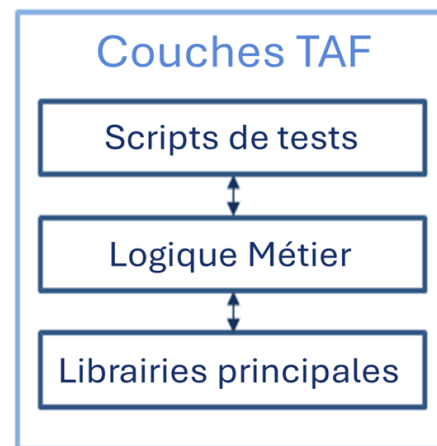 Couches TAF
Scripts de tests
Logique Métier
Librairies principales